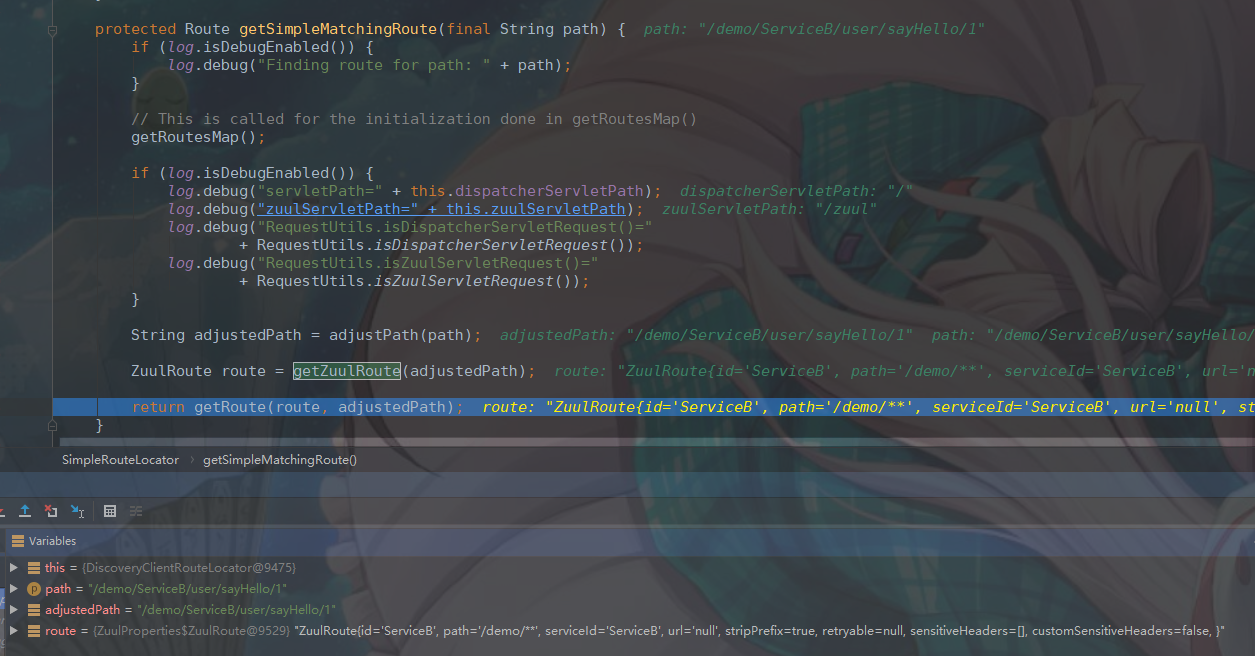 protected Route getSimpleMatchingRoute(final String path) {  path: "/demo/ServiceB/user/sayHello/1"
if (log.isDebugEnabled()) {
log.debug("Finding route for path: " + path);
}
// This is called for the initialization done in getRoutesMap()
getRoutesMap();
if (log.isDebugEnabled()) {
log.debug("servletPath=" + this.dispatcherServletPath);  dispatcherServletPath: "/"
log.debug("zuulServletPath=" + this.zuulServletPath);  zuulServletPath: "/zuul"
log.debug("RequestUtils.isDispatcherServletRequest()="
+ RequestUtils.isDispatcherServletRequest());
log.debug("RequestUtils.isZuulServletRequest()="
+ RequestUtils.isZuulServletRequest());
}
String adjustedPath = adjustPath(path);  adjustedPath: "/demo/ServiceB/user/sayHello/1"  path: "/demo/ServiceB/user/sayHello/
ZuulRoute route = getZuulRoute(adjustedPath);  route: "ZuulRoute{id='ServiceB', path='/demo/**', serviceId='ServiceB', url='n
return getRoute(route, adjustedPath);  route: "ZuulRoute{id='ServiceB', path='/demo/**', serviceId='ServiceB', url='null', st
}
SimpleRouteLocator › getSimpleMatchingRoute()
Variables
this = {DiscoveryClientRouteLocator@9475}
path = "/demo/ServiceB/user/sayHello/1"
adjustedPath = "/demo/ServiceB/user/sayHello/1"
route = {ZuulProperties$ZuulRoute@9529} "ZuulRoute{id='ServiceB', path='/demo/**', serviceId='ServiceB', url='null', stripPrefix=true, retryable=null, sensitiveHeaders=[], customSensitiveHeaders=false, }"